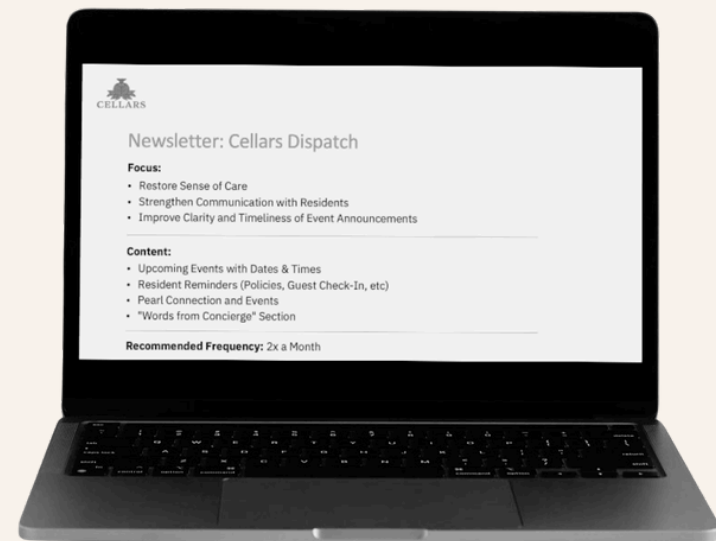 CELLARS
Newsletter: Cellars Dispatch
Focus:
• Restore Sense of Care
• Strengthen Communication with Residents
• Improve Clarity and Timeliness of Event Announcements
Content:
• Upcoming Events with Dates & Times
• Resident Reminders (Policies, Guest Check-In, etc)
• Pearl Connection and Events
• "Words from Concierge" Section
Recommended Frequency: 2x a Month